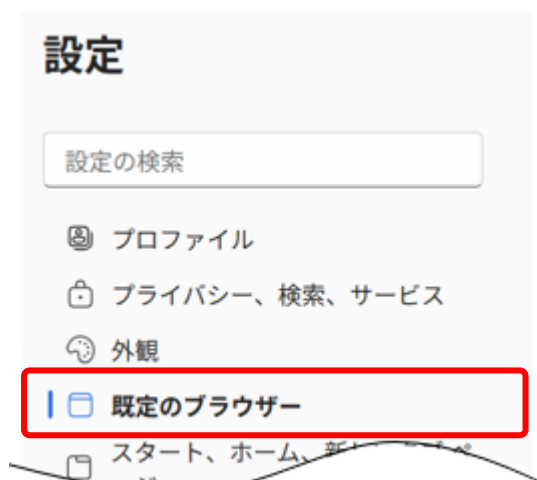 設定
設定の検索
プロファイル
プライバシー、検索、サービス
外観
既定のブラウザー
スタート、ホーム、